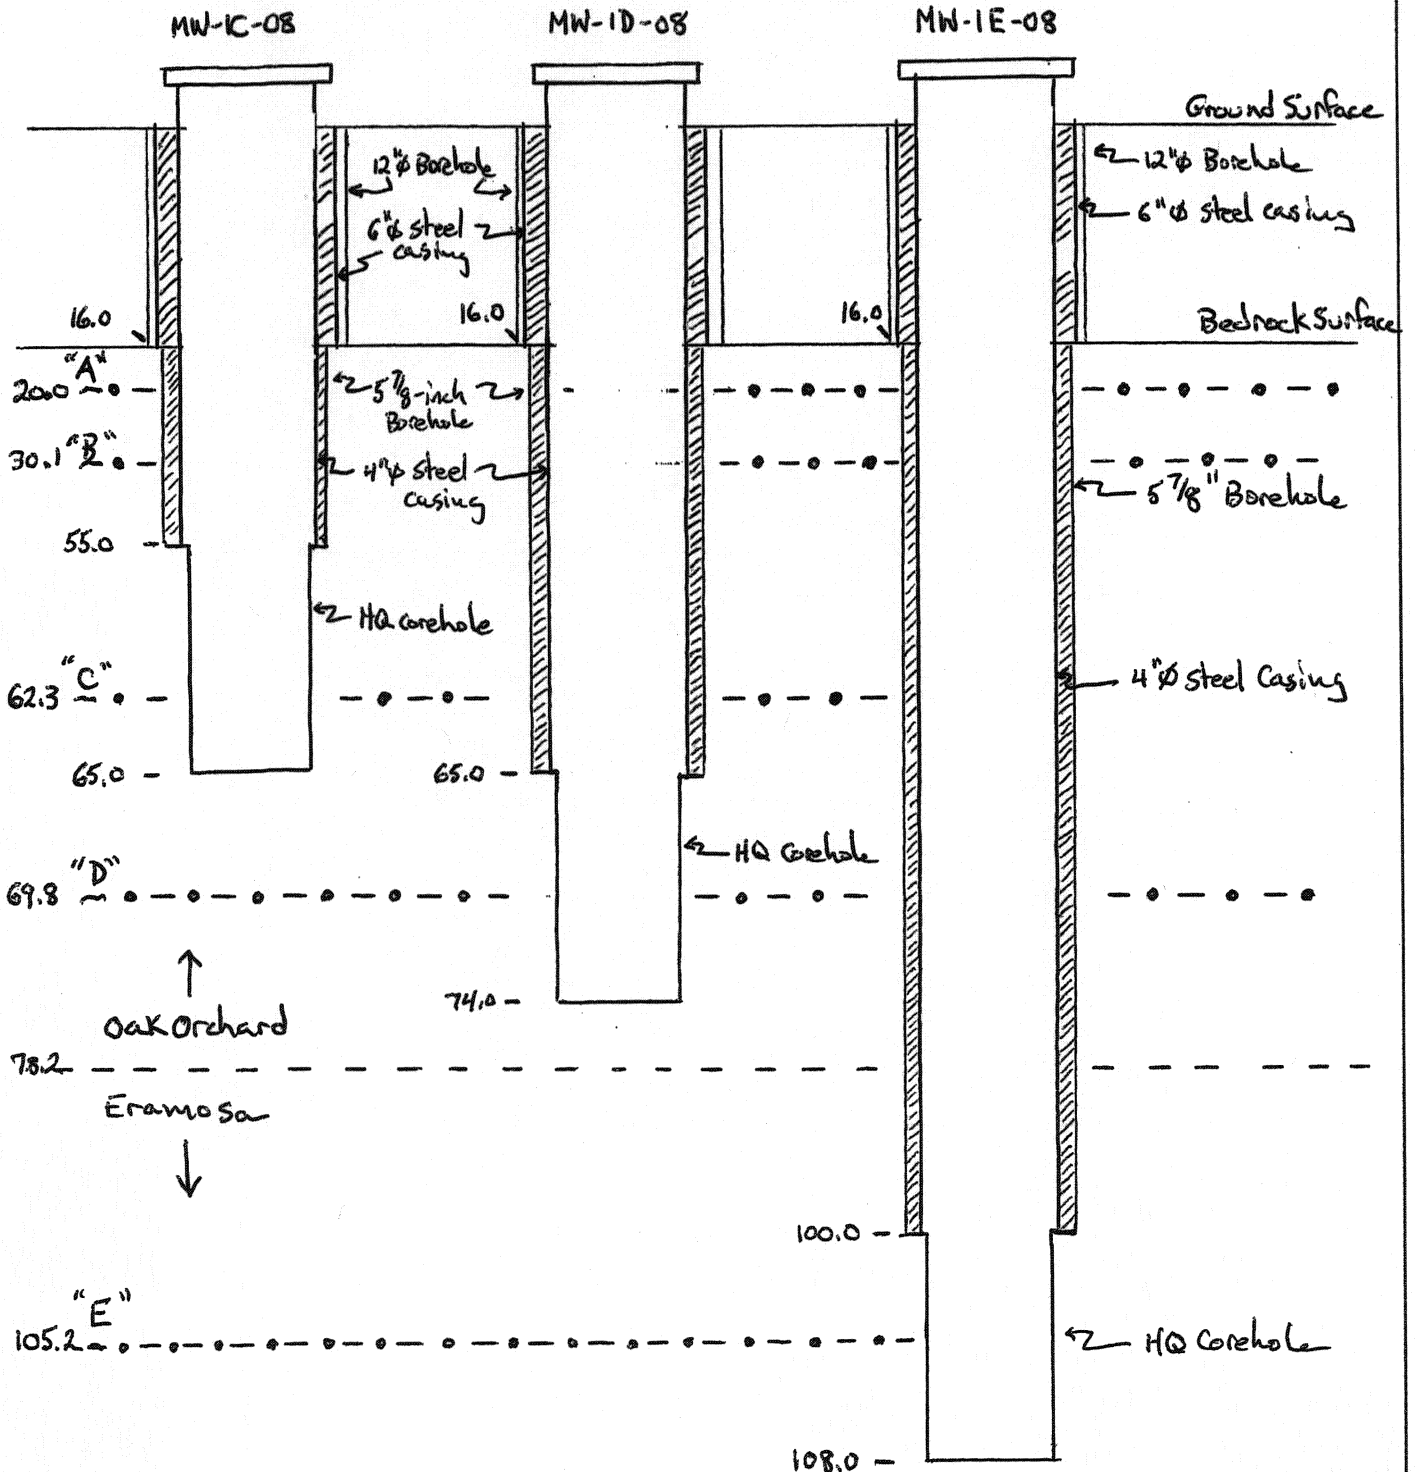 MW-1C-08
MW-1D-08
MW-1E-08
Ground Surface
12"ø Borehole
12"ø Borehole
6"ø steel casing
6"ø steel
casing
16.0
16.0
16.0
Bedrock Surface
"A"
20.0
5 7/8-inch
Borehole
"B"
30.1
4"ø steel
casing
5 7/8" Borehole
55.0
HQ corehole
"C"
62.3
4"ø steel Casing
65.0
65.0
HQ Corehole
"D"
69.8
74.0
Oak Orchard
78.2
Eramosa
100.0
"E"
105.2
HQ Corehole
108.0